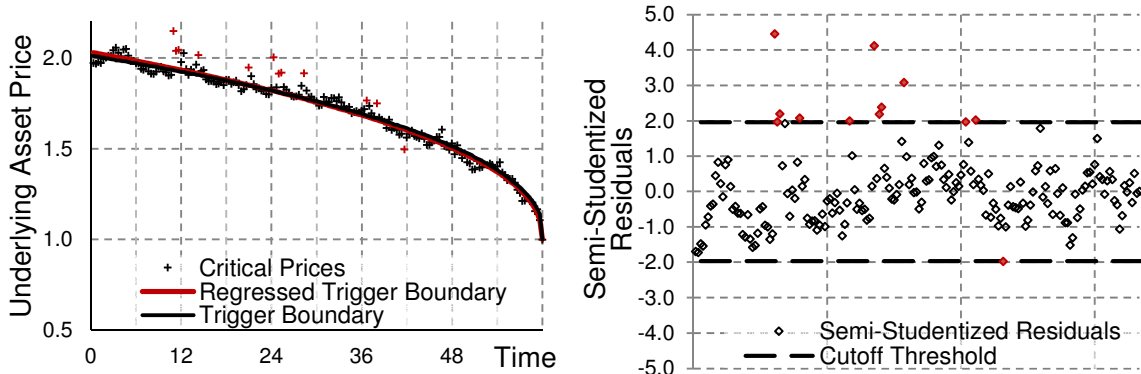 Underlying Asset Price
2.0
1.5
1.0
0.5
Critical Prices
Regressed Trigger Boundary
Trigger Boundary
0
12
24
36
48
Time
Semi-Studentized
Residuals
5.0
4.0
3.0
2.0
1.0
0.0
-1.0
-2.0
-3.0
-4.0
-5.0
Semi-Studentized Residuals
Cutoff Threshold